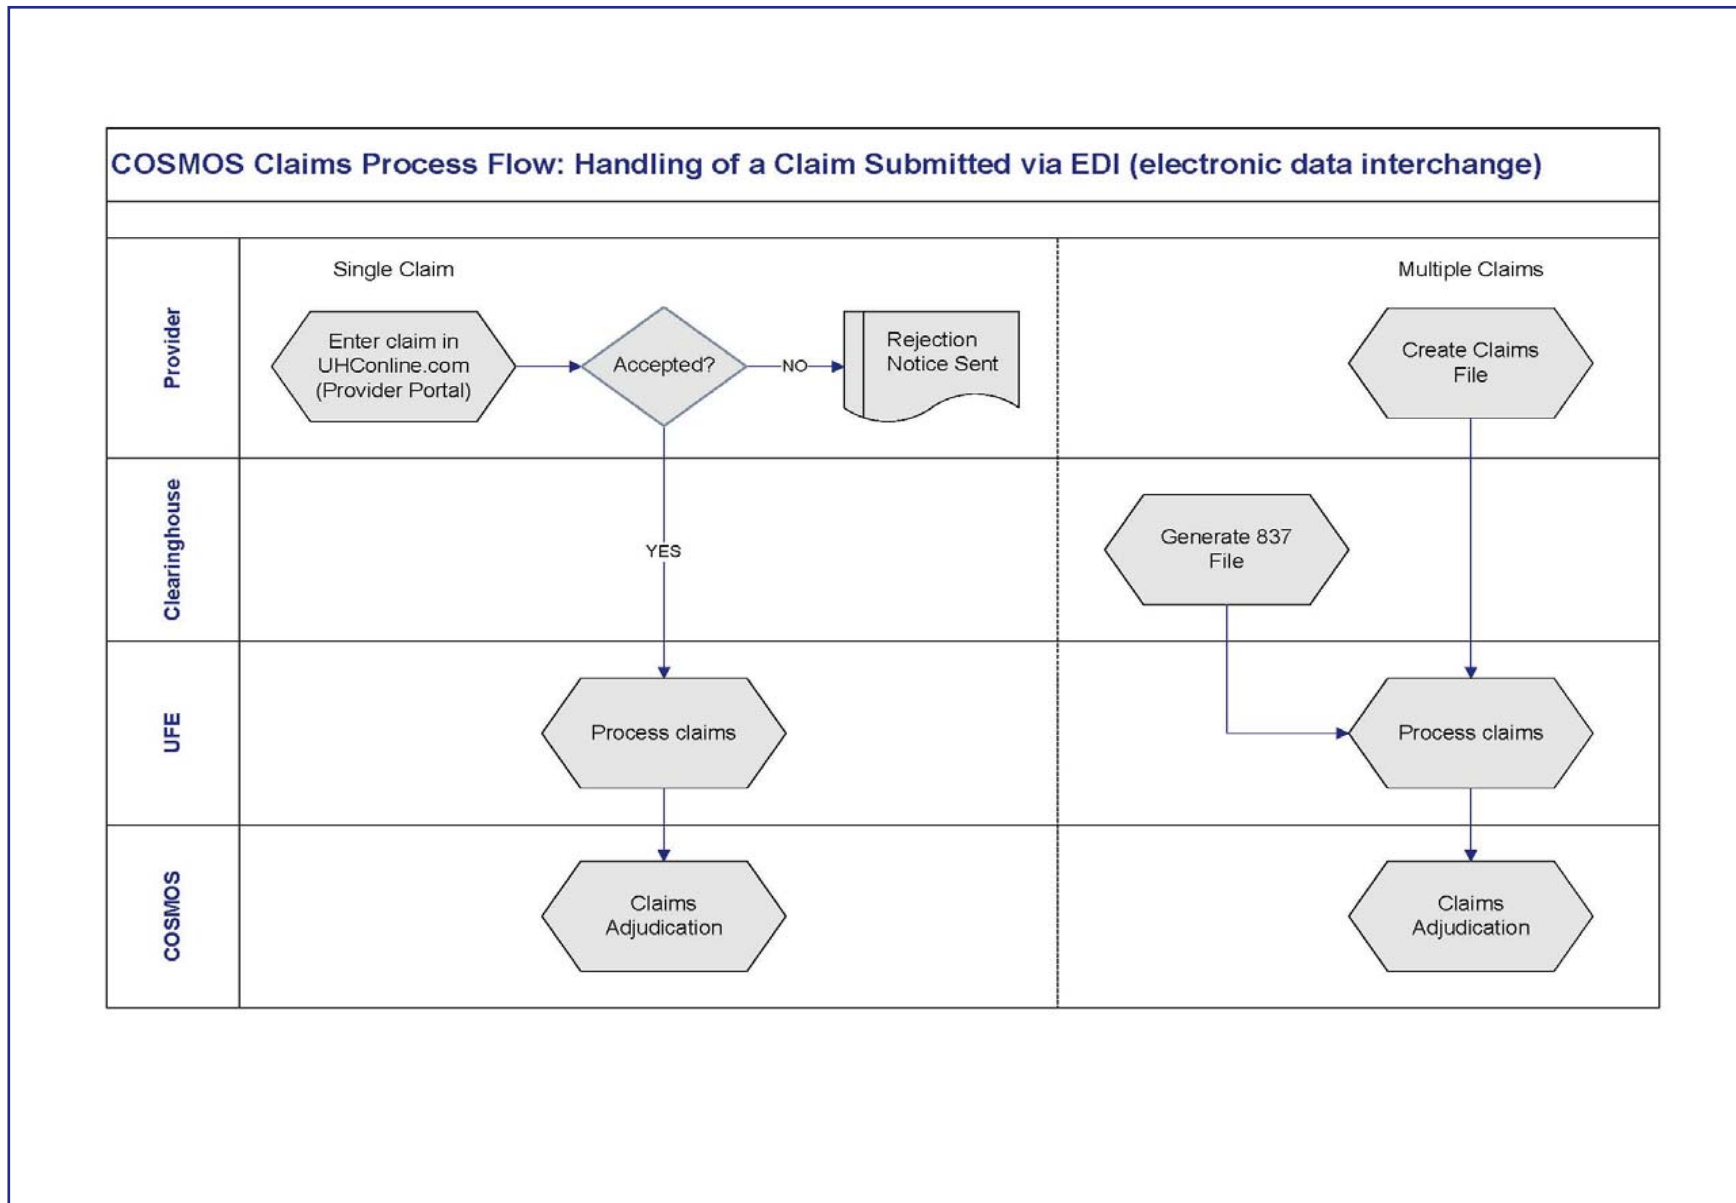 COSMOS Claims Process Flow: Handling of a Claim Submitted via EDI (electronic data interchange)
Provider
Single Claim
Multiple Claims
Enter claim in
UHConline.com
(Provider Portal)
Accepted?
NO
Rejection
Notice Sent
Create Claims
File
Clearinghouse
YES
Generate 837
File
UFE
Process claims
Process claims
COSMOS
Claims
Adjudication
Claims
Adjudication